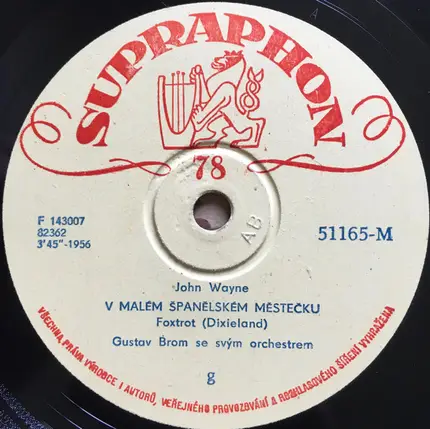 SUPRAPHON
78
F 143007
82362
3'45"-1956
51165-M
AB
John Wayne
V MALÉM ŠPANĚLSKÉM MĚSTEČKU
Foxtrot (Dixieland)
Gustav Brom se svým orchestrem
g
VŠECHNA PRÁVA VÝROBCE I AUTORŮ, VEŘEJNÉHO PROVOZOVÁNÍ A ROZHLASOVÉHO ŠÍŘENÍ VYHRAŽENA